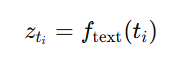 z_{t_i} = f_{\text{text}}(t_i)